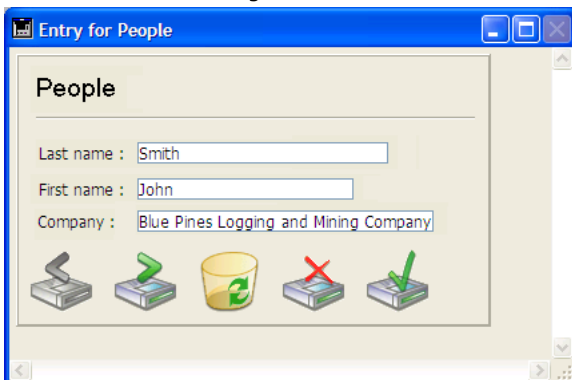 Entry for People
People
Last name : Smith
First name : John
Company : Blue Pines Logging and Mining Company